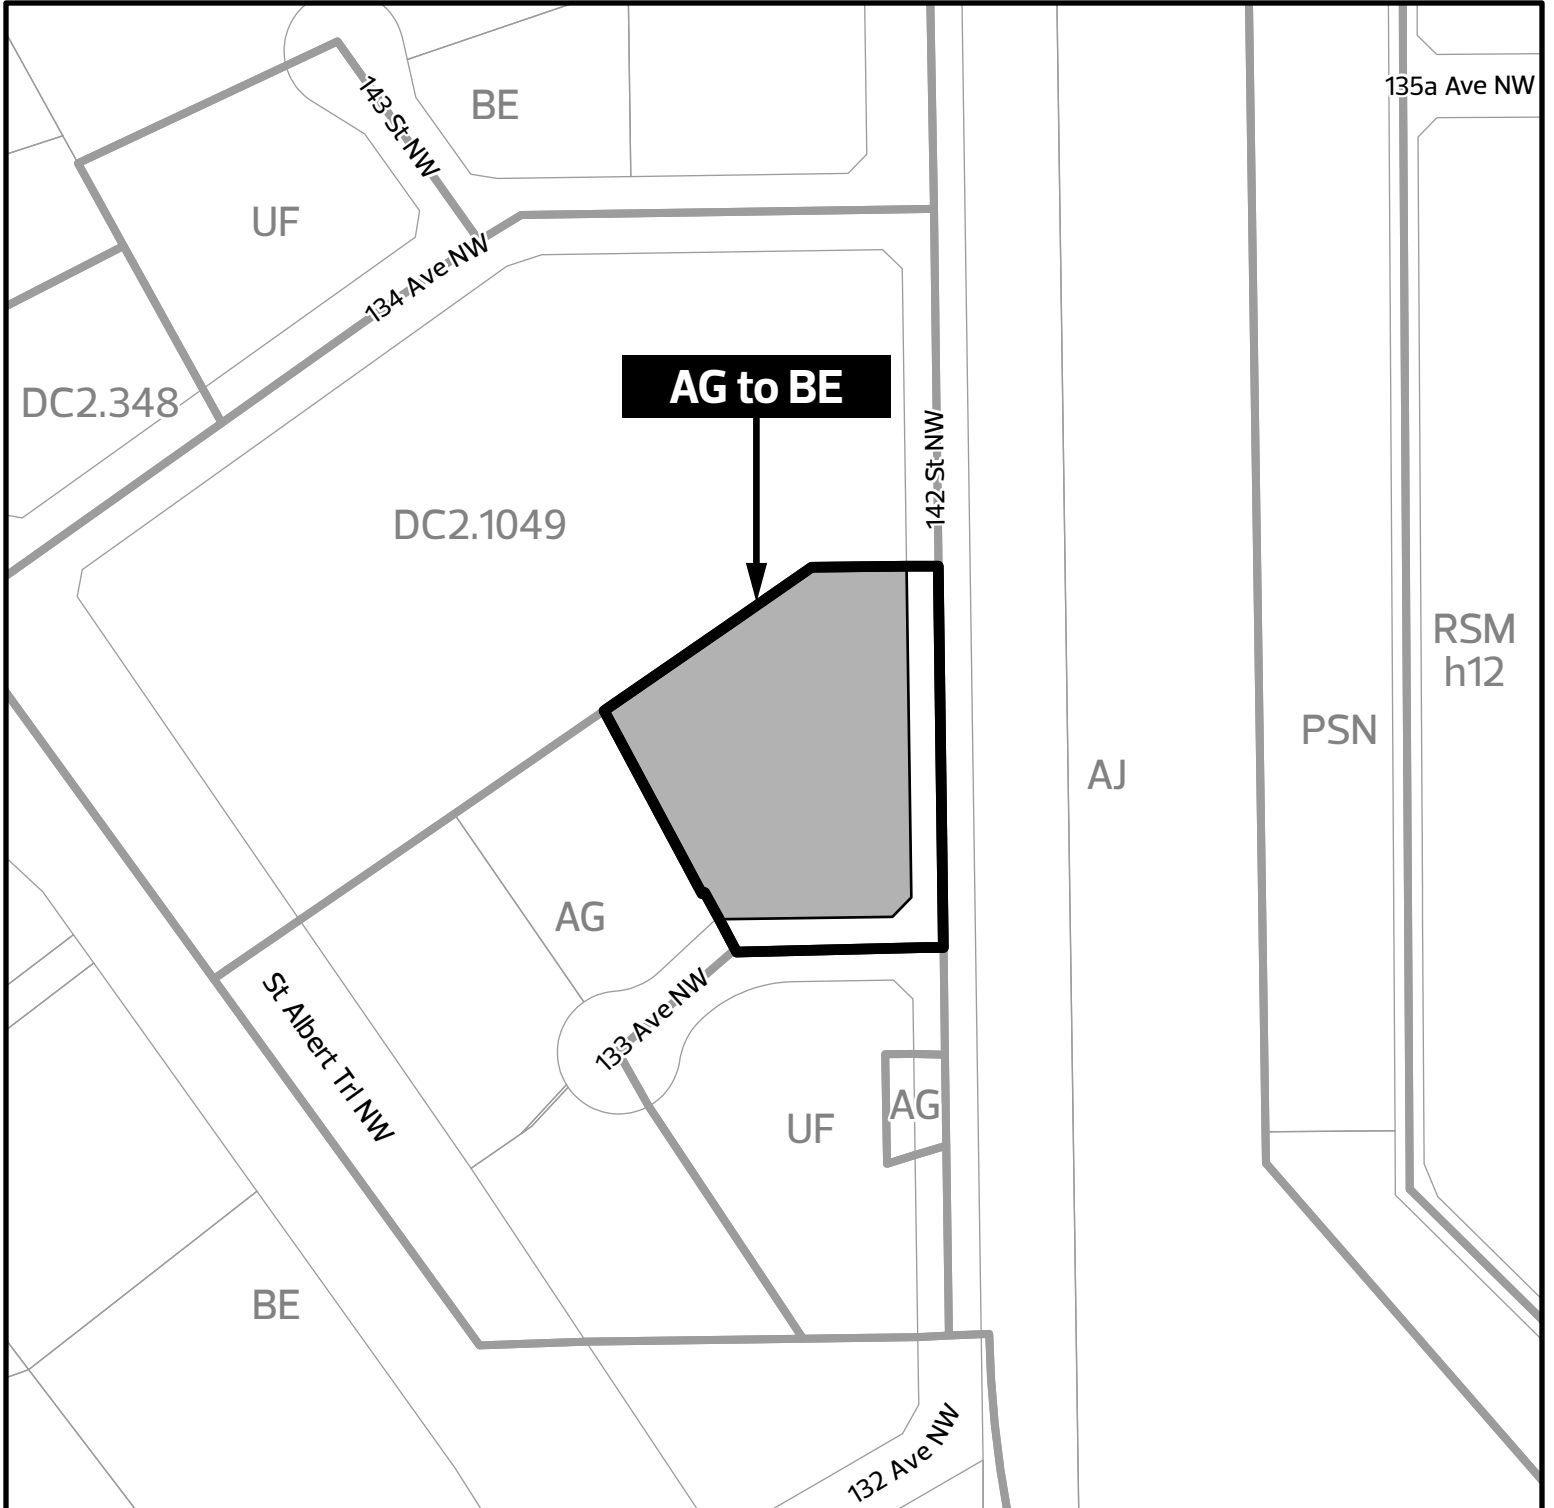 135a Ave NW
143 St NW
BE
UF
134 Ave NW
DC2.348
AG to BE
142 St NW
DC2.1049
RSM
h12
PSN
AJ
AG
St Albert Trl NW
133 Ave NW
AG
UF
BE
132 Ave NW